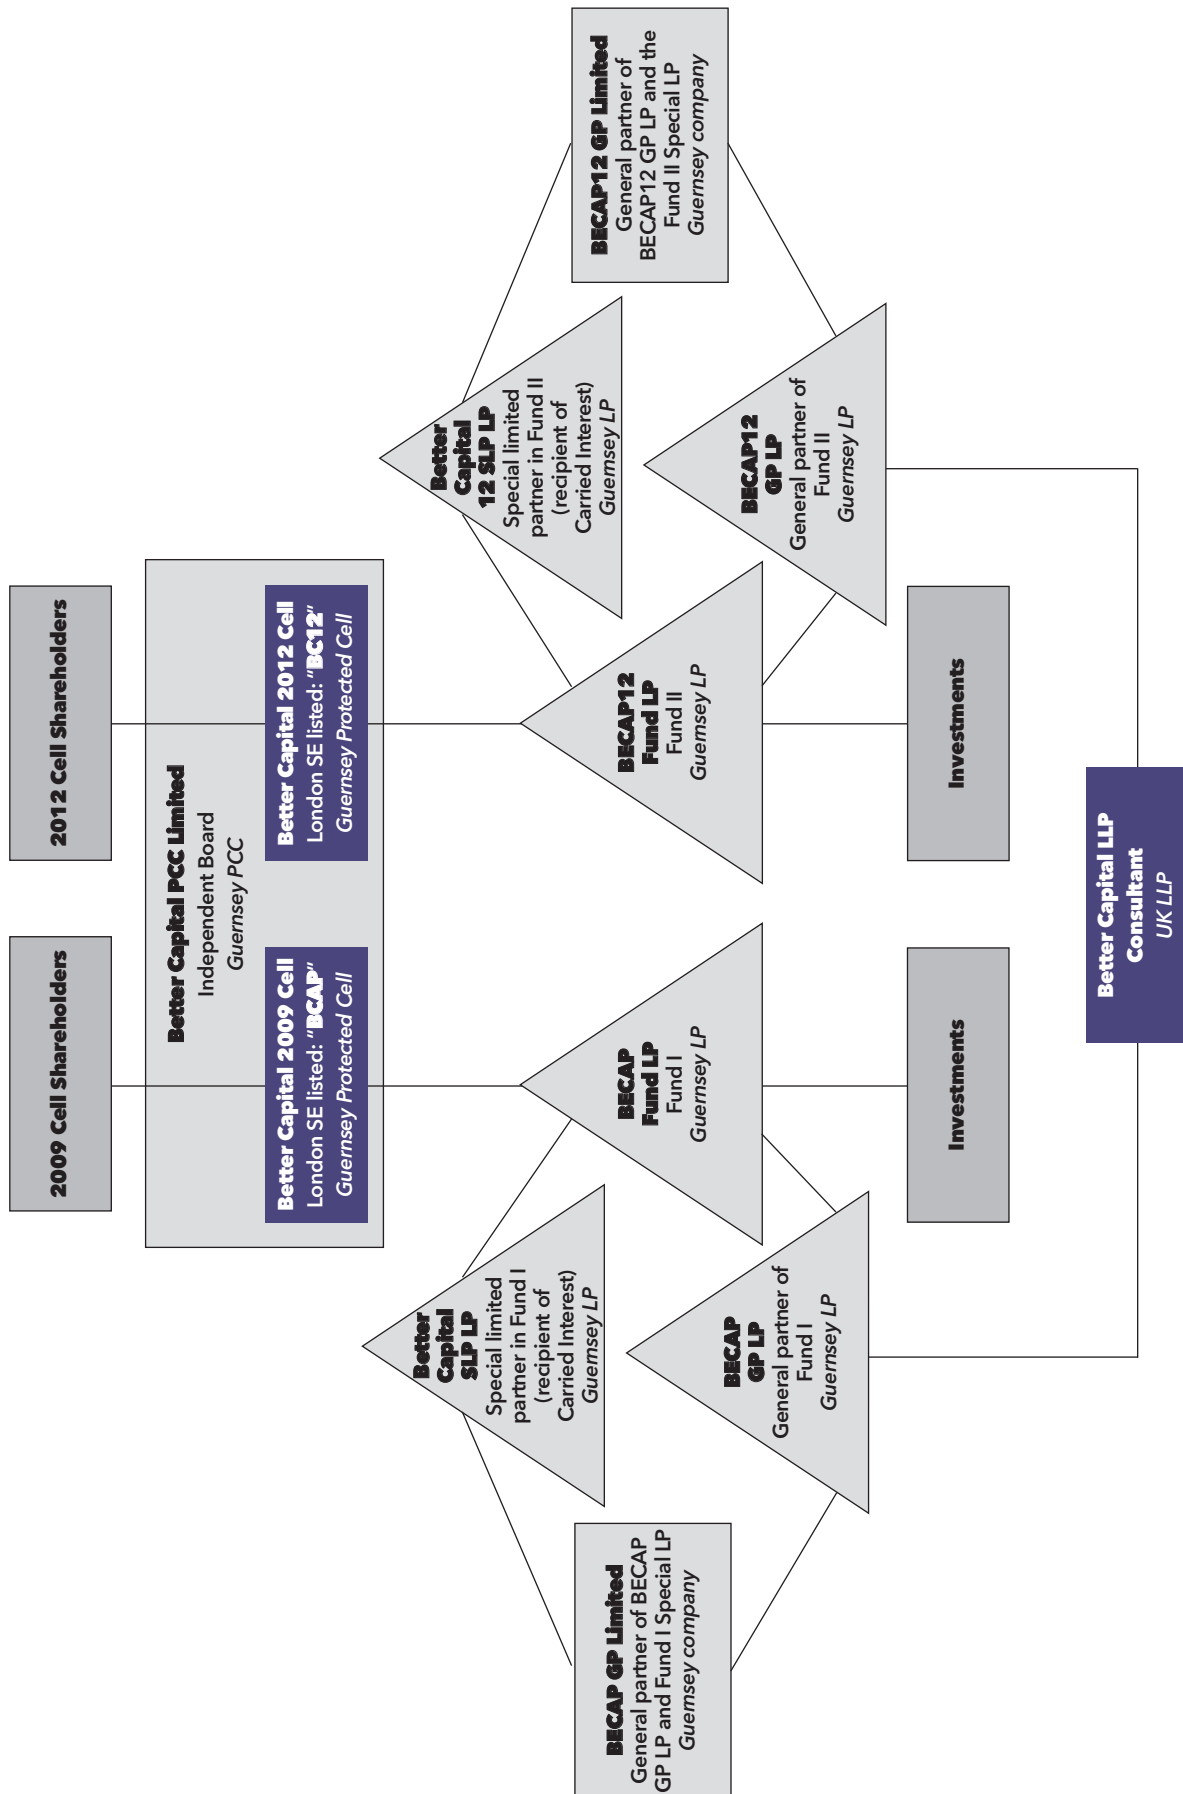 2009 Cell Shareholders
2012 Cell Shareholders
Better Capital PCC Limited
Independent Board
Guernsey PCC
Better Capital 2009 Cell
London SE listed: "BCAP"
Guernsey Protected Cell
Better Capital 2012 Cell
London SE listed: "BC12"
Guernsey Protected Cell
Better
Capital
SLP LP
Special limited
partner in Fund I
(recipient of
Carried Interest)
Guernsey LP
Better
Capital
12 SLP LP
Special limited
partner in Fund II
(recipient of
Carried Interest)
Guernsey LP
BECAP GP Limited
General partner of BECAP
GP LP and Fund I Special LP
Guernsey company
BECAP
Fund LP
Fund I
Guernsey LP
BECAP12
Fund LP
Fund II
Guernsey LP
BECAP12 GP Limited
General partner of
BECAP12 GP LP and the
Fund II Special LP
Guernsey company
BECAP
GP LP
General partner of
Fund I
Guernsey LP
BECAP12
GP LP
General partner of
Fund II
Guernsey LP
Investments
Investments
Better Capital LLP
Consultant
UK LLP